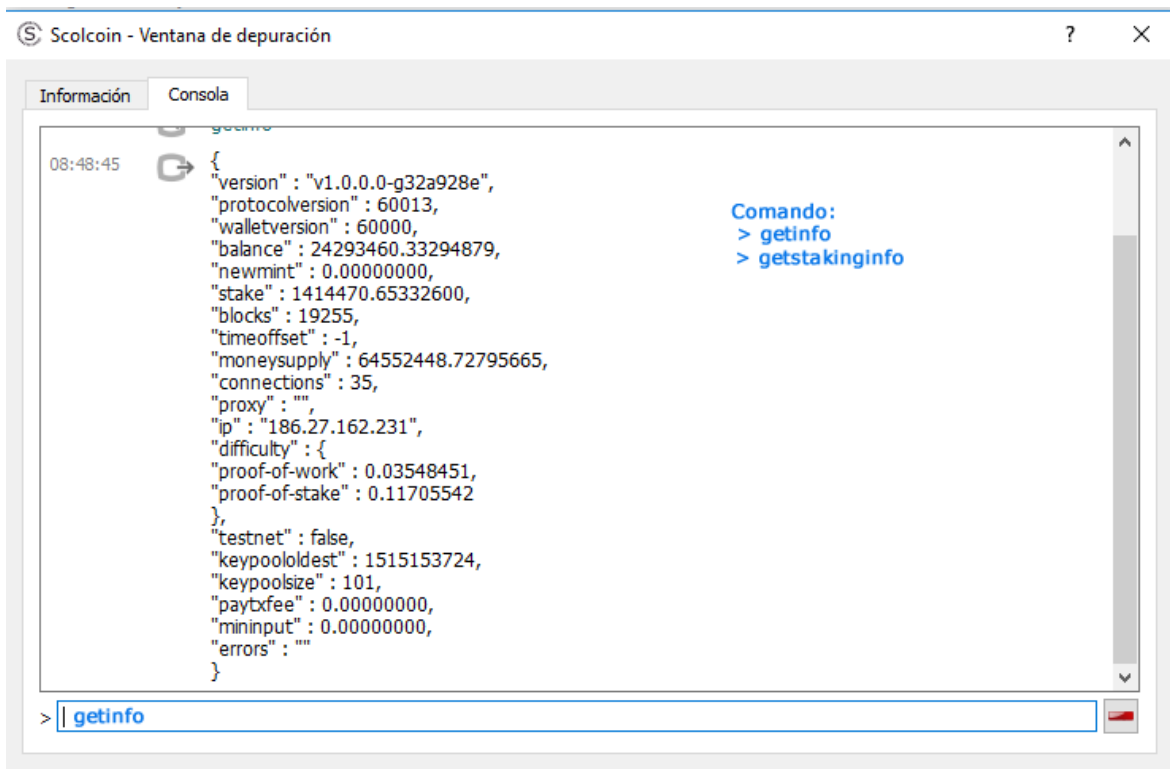 Scolcoin - Ventana de depuración
?
Información
Consola
getinfo
08:48:45
{
"version" : "v1.0.0.0-g32a928e",
"protocolversion" : 60013,
"walletversion" : 60000,
"balance" : 24293460.33294879,
"newmint" : 0.00000000,
"stake" : 1414470.65332600,
"blocks" : 19255,
"timeoffset" : -1,
"moneysupply" : 64552448.72795665,
"connections" : 35,
"proxy" : "",
"ip" : "186.27.162.231",
"difficulty" : {
"proof-of-work" : 0.03548451,
"proof-of-stake" : 0.11705542
},
"testnet" : false,
"keypoololdest" : 1515153724,
"keypoolsize" : 101,
"paytxfee" : 0.00000000,
"mininput" : 0.00000000,
"errors" : ""
}
Comando:
> getinfo
> getstakinginfo
> getinfo